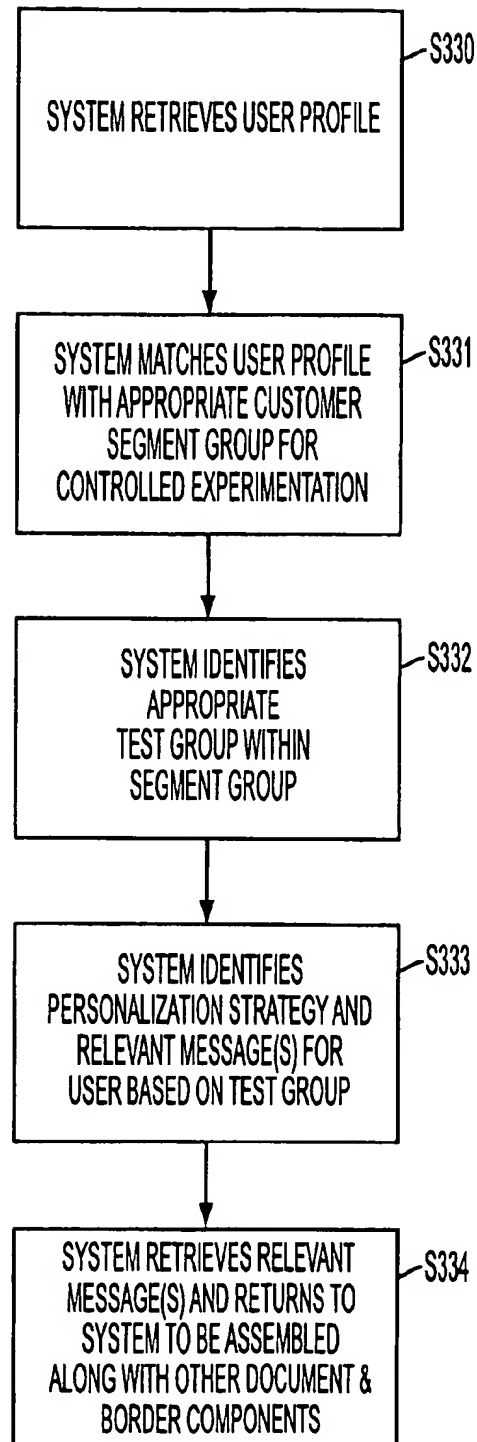 S330
SYSTEM RETRIEVES USER PROFILE
S331
SYSTEM MATCHES USER PROFILE
WITH APPROPRIATE CUSTOMER
SEGMENT GROUP FOR
CONTROLLED EXPERIMENTATION
S332
SYSTEM IDENTIFIES
APPROPRIATE
TEST GROUP WITHIN
SEGMENT GROUP
S333
SYSTEM IDENTIFIES
PERSONALIZATION STRATEGY AND
RELEVANT MESSAGE(S) FOR
USER BASED ON TEST GROUP
S334
SYSTEM RETRIEVES RELEVANT
MESSAGE(S) AND RETURNS TO
SYSTEM TO BE ASSEMBLED
ALONG WITH OTHER DOCUMENT &
BORDER COMPONENTS